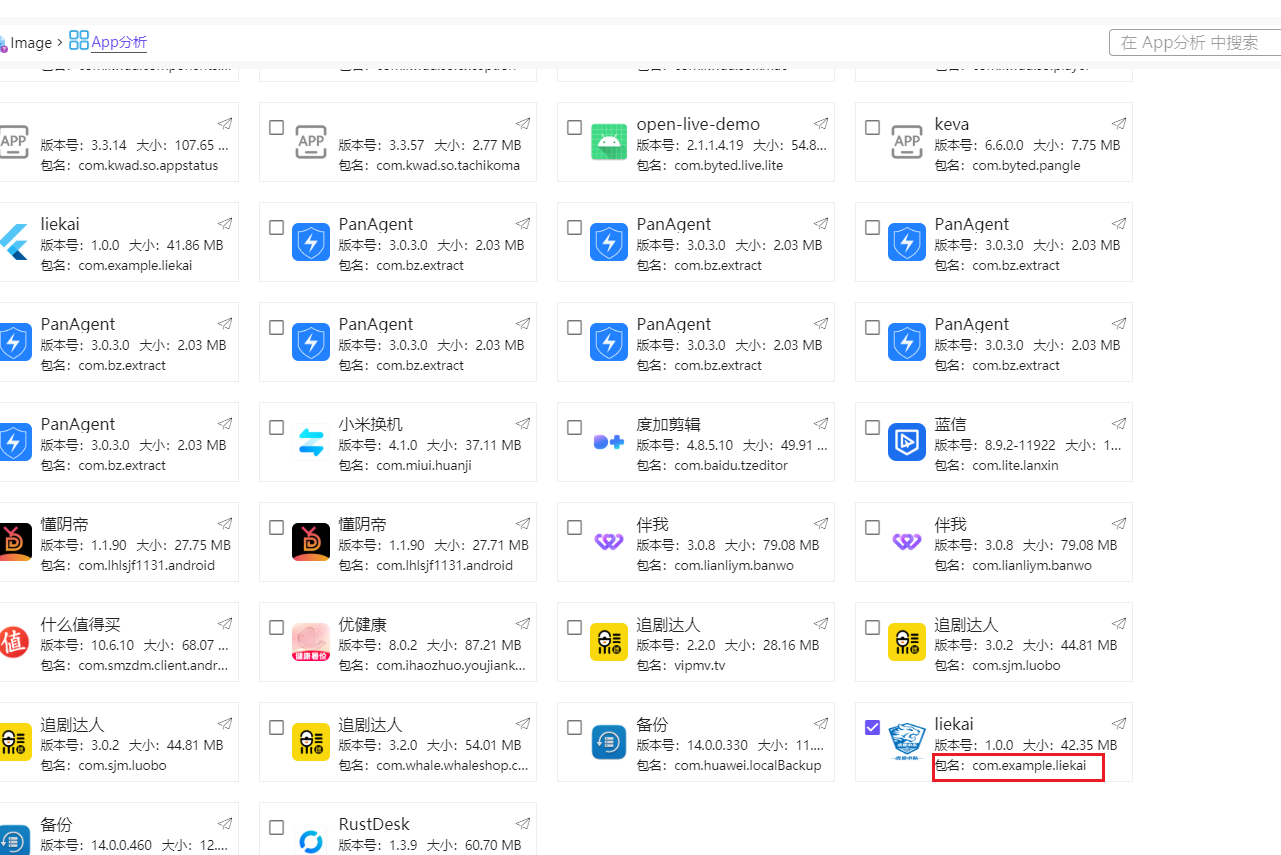 Image > App分析
在 App分析 中搜索
版本号：3.3.14 大小：107.65 ...
包名：com.kwad.so.appstatus
APP
版本号：3.3.57 大小：2.77 MB
包名：com.kwad.so.tachikoma
open-live-demo
版本号：2.1.1.4.19 大小：54.8...
包名：com.byted.live.lite
APP
keva
版本号：6.6.0.0 大小：7.75 MB
包名：com.byted.pangle
liekai
版本号：1.0.0 大小：41.86 MB
包名：com.example.liekai
PanAgent
版本号：3.0.3.0 大小：2.03 MB
包名：com.bz.extract
PanAgent
版本号：3.0.3.0 大小：2.03 MB
包名：com.bz.extract
PanAgent
版本号：3.0.3.0 大小：2.03 MB
包名：com.bz.extract
PanAgent
版本号：3.0.3.0 大小：2.03 MB
包名：com.bz.extract
PanAgent
版本号：3.0.3.0 大小：2.03 MB
包名：com.bz.extract
PanAgent
版本号：3.0.3.0 大小：2.03 MB
包名：com.bz.extract
PanAgent
版本号：3.0.3.0 大小：2.03 MB
包名：com.bz.extract
PanAgent
版本号：3.0.3.0 大小：2.03 MB
包名：com.bz.extract
小米换机
版本号：4.1.0 大小：37.11 MB
包名：com.miui.huanji
度加剪辑
版本号：4.8.5.10 大小：49.91 ...
包名：com.baidu.tzeditor
蓝信
版本号：8.9.2-11922 大小：1...
包名：com.lite.lanxin
懂阴帝
版本号：1.1.90 大小：27.75 MB
包名：com.lhlsjf1131.android
懂阴帝
版本号：1.1.90 大小：27.71 MB
包名：com.lhlsjf1131.android
伴我
版本号：3.0.8 大小：79.08 MB
包名：com.lianliym.banwo
伴我
版本号：3.0.8 大小：79.08 MB
包名：com.lianliym.banwo
值
什么值得买
版本号：10.6.10 大小：68.07 ...
包名：com.smzdm.client.andr...
优健康
版本号：8.0.2 大小：87.21 MB
包名：com.ihaozhuo.youjiank...
追剧达人
版本号：2.2.0 大小：28.16 MB
包名：vipmv.tv
追剧达人
版本号：3.0.2 大小：44.81 MB
包名：com.sjm.luobo
追剧达人
版本号：3.0.2 大小：44.81 MB
包名：com.sjm.luobo
追剧达人
版本号：3.2.0 大小：54.01 MB
包名：com.whale.whaleshop.c...
备份
版本号：14.0.0.330 大小：11....
包名：com.huawei.localBackup
liekai
版本号：1.0.0 大小：42.35 MB
包名：com.example.liekai
备份
版本号：14.0.0.460 大小：12....
RustDesk
版本号：1.3.9 大小：60.70 MB